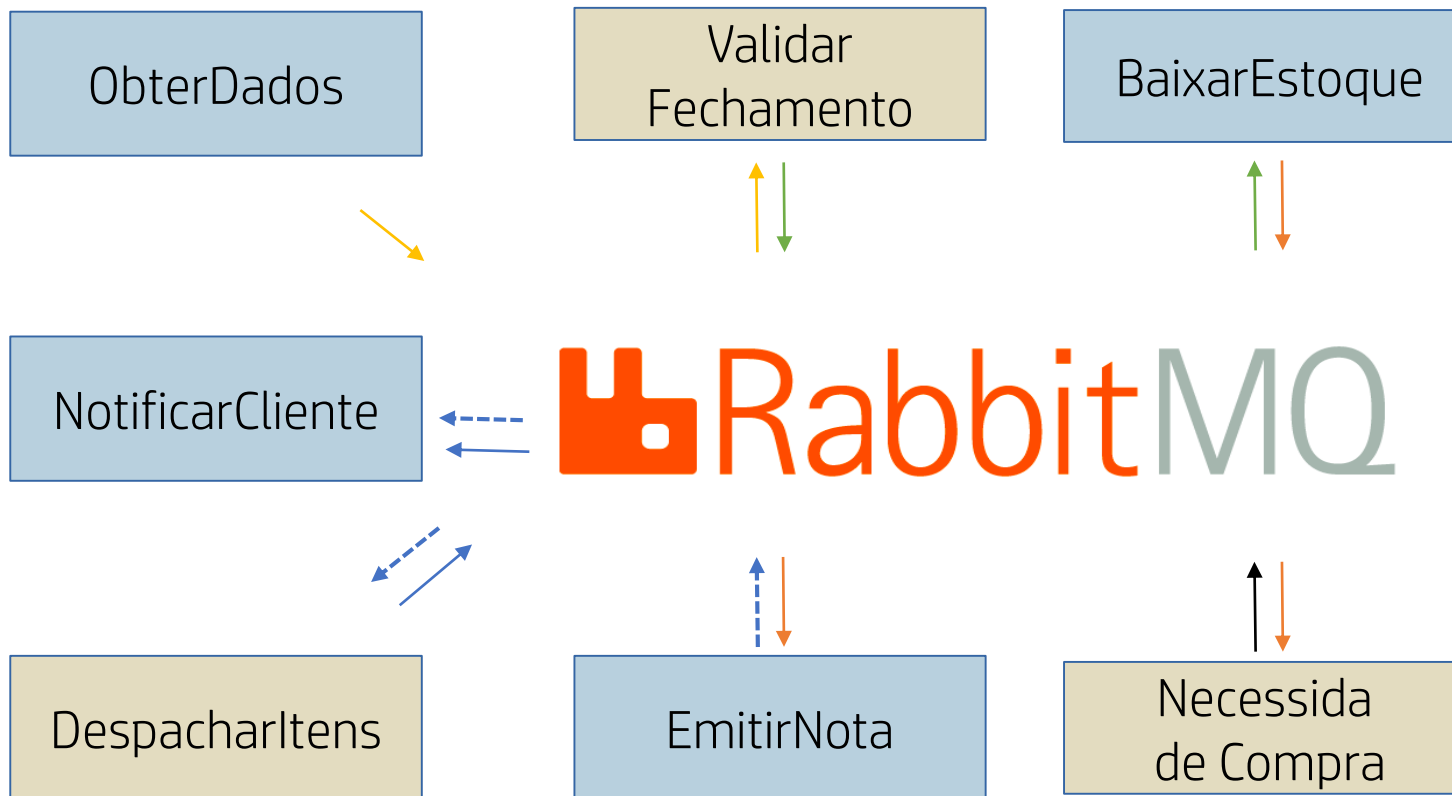 ObterDados
Validar
Fechamento
BaixarEstoque
NotificarCliente
RabbitMQ
DespacharItens
EmitirNota
Necessida
de Compra